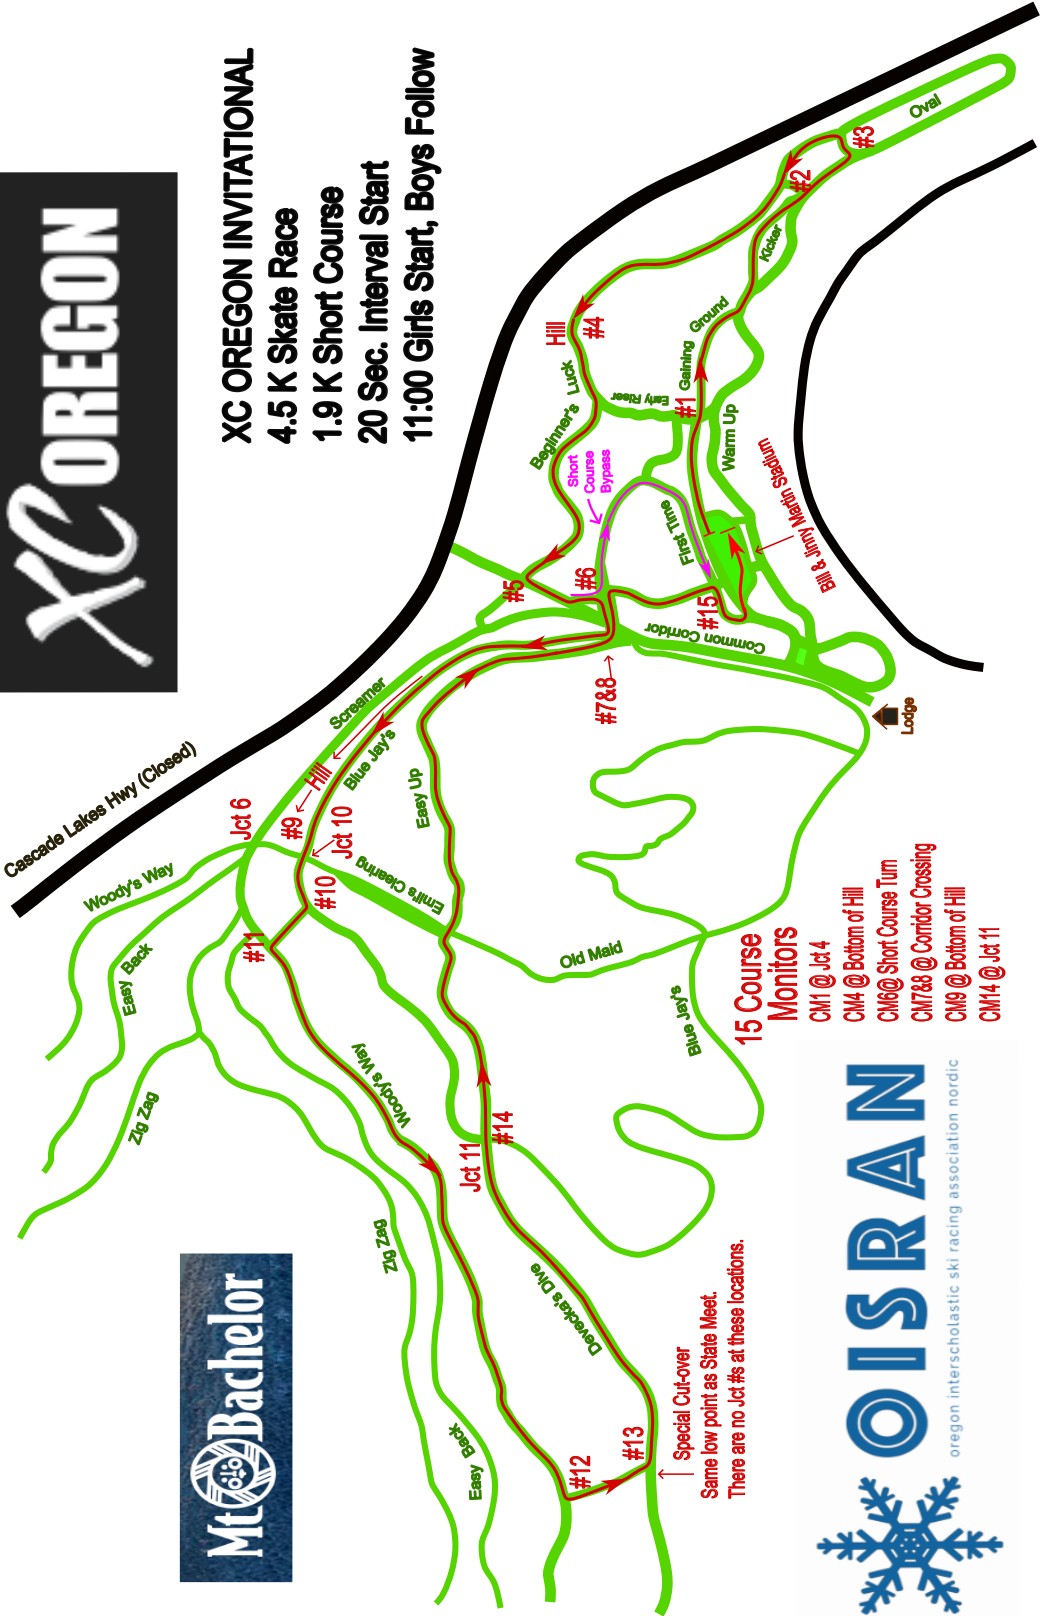 XC OREGON
XC OREGON INVITATIONAL
4.5 K Skate Race
1.9 K Short Course
20 Sec. Interval Start
11:00 Girls Start, Boys Follow
Cascade Lakes Hwy (Closed)
Oval
#3
#2
Kicker
Hill
#4
Gaining Ground
Beginner's Luck
Early Riser
#1
Warm Up
Short
Course
Bypass
First Time
Bill & Jinny Martin Stadium
#5
#6
#15
Common Corridor
#7&8
Lodge
Screamer
Hill
Blue Jay's
#9
Jct 6
Jct 10
Easy Up
Emil's Clearing
#10
#11
Woody's Way
Easy Back
Zig Zag
Old Maid
Blue Jay's
Woody's Way
Jct 11
#14
Zig Zag
Devecka's Dive
Easy Back
#12
#13
Special Cut-over
Same low point as State Meet.
There are no Jct #s at these locations.
15 Course
Monitors
CM1 @ Jct 4
CM4 @ Bottom of Hill
CM6@ Short Course Turn
CM7&8 @ Corridor Crossing
CM9 @ Bottom of Hill
CM14 @ Jct 11
Mt Bachelor
OISRAN
oregon interscholastic ski racing association nordic